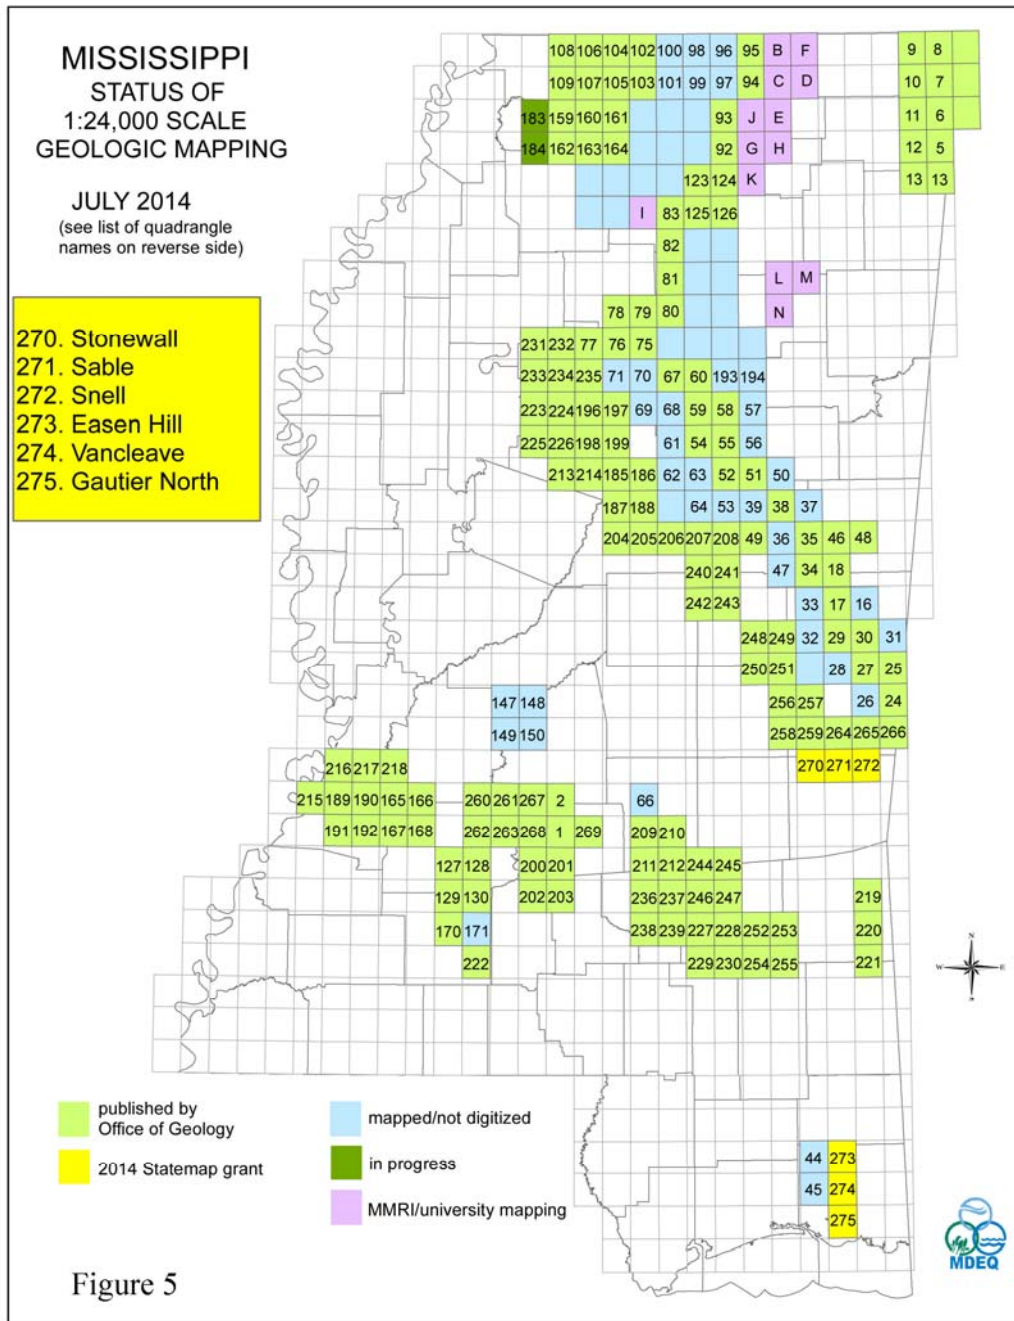 MISSISSIPPI
STATUS OF
1:24,000 SCALE
GEOLOGIC MAPPING
JULY 2014
(see list of quadrangle
names on reverse side)
270. Stonewall
271. Sable
272. Snell
273. Easen Hill
274. Vancleave
275. Gautier North
108 106 104 102 100 98 96 95 B F 9 8
109 107 105 103 101 99 97 94 C D 10 7
183 159 160 161 93 J E 11 6
184 162 163 164 92 G H 12 5
123 124 K 13 13
I 83 125 126
82
81 L M
78 79 80 N
231 232 77 76 75
233 234 235 71 70 67 60 193 194
223 224 196 197 69 68 59 58 57
225 226 198 199 61 54 55 56
213 214 185 186 62 63 52 51 50
187 188 64 53 39 38 37
204 205 206 207 208 49 36 35 46 48
240 241 47 34 18
242 243 33 17 16
248 249 32 29 30 31
250 251 28 27 25
147 148 256 257 26 24
149 150 258 259 264 265 266
216 217 218 270 271 272
215 189 190 165 166 260 261 267 2 66
191 192 167 168 262 263 268 1 269 209 210
127 128 200 201 211 212 244 245
129 130 202 203 236 237 246 247 219
170 171 238 239 227 228 252 253 220
222 229 230 254 255 221
44 273
45 274
275
N
W E
S
published by
Office of Geology
2014 Statemap grant
mapped/not digitized
in progress
MMRI/university mapping
MDEQ
Figure 5